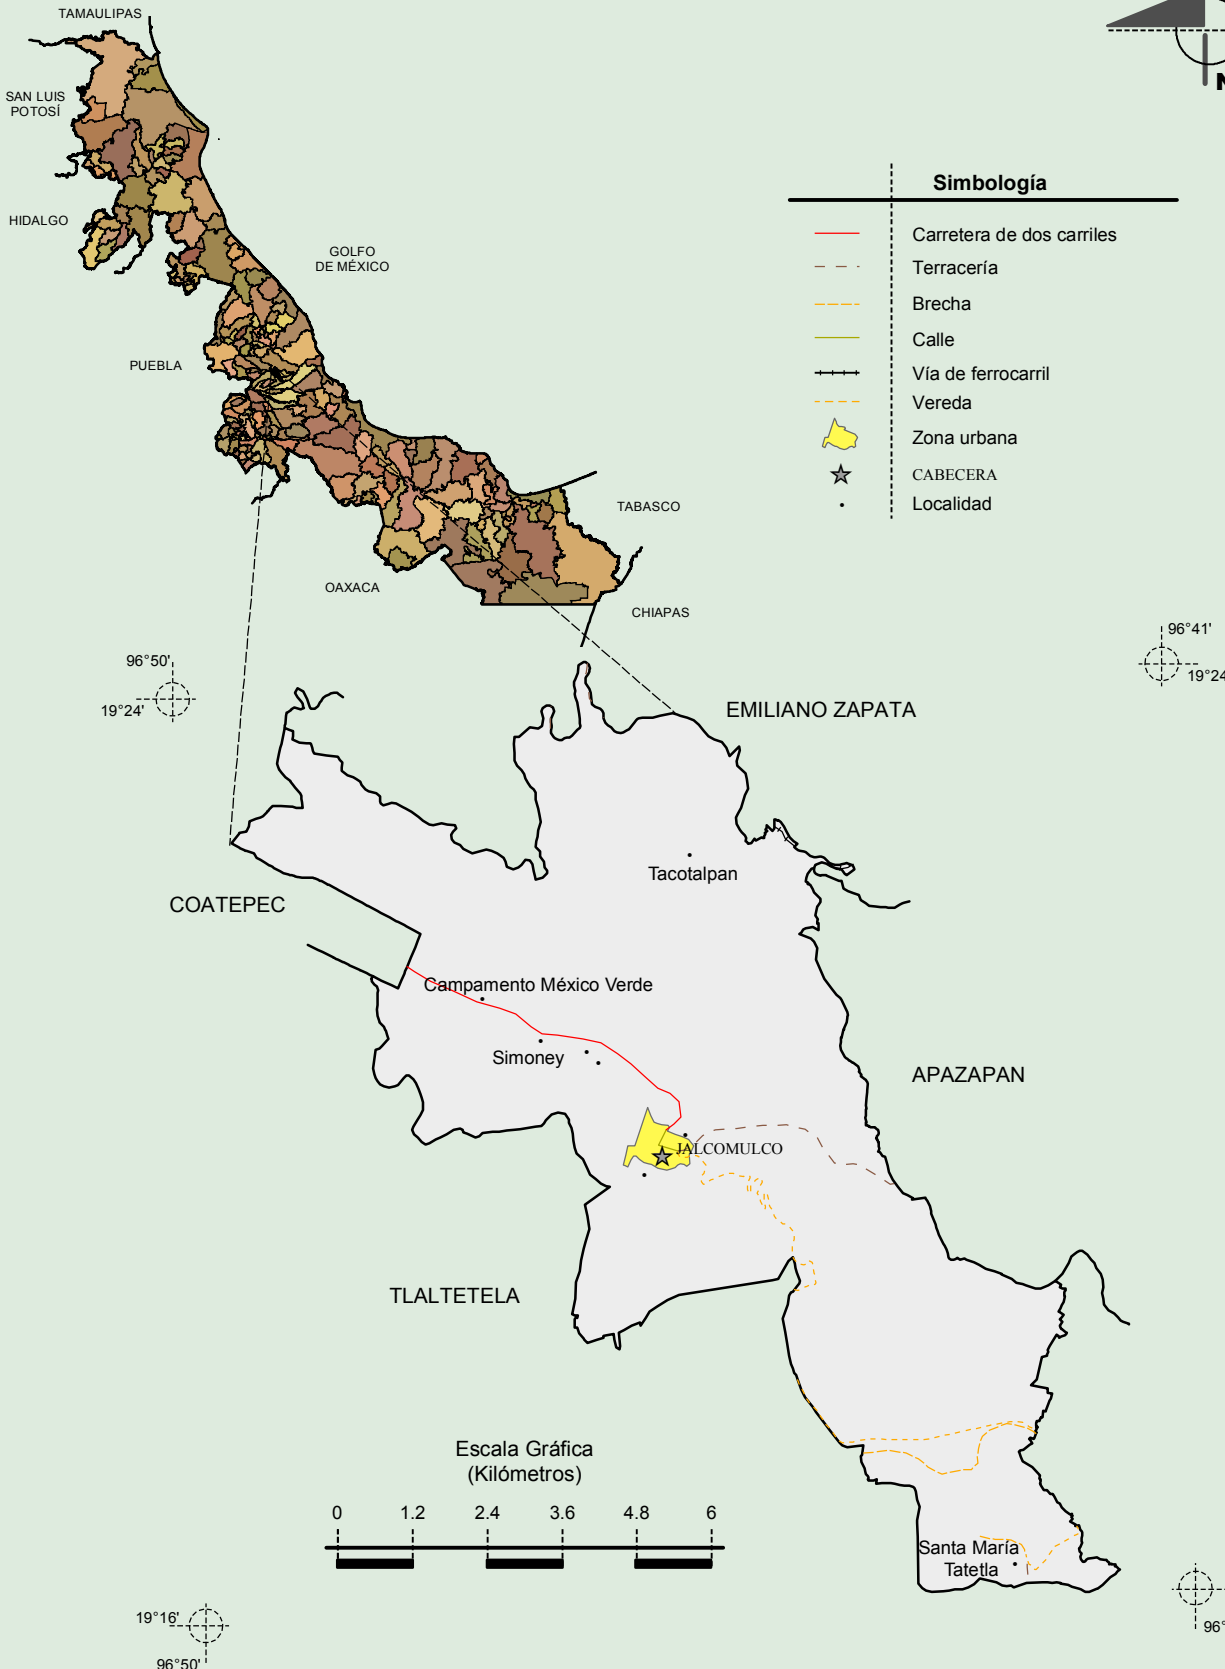 TAMAULIPAS
N
SAN LUIS
POTOSÍ
HIDALGO
GOLFO
DE MÉXICO
PUEBLA
TABASCO
OAXACA
CHIAPAS
Simbología
Carretera de dos carriles
Terracería
Brecha
Calle
Vía de ferrocarril
Vereda
Zona urbana
CABECERA
Localidad
96°50'
19°24'
96°41'
19°24
EMILIANO ZAPATA
Tacotalpan
COATEPEC
Campamento México Verde
Simoney
APAZAPAN
JALCOMULCO
TLALTETELA
Escala Gráfica
(Kilómetros)
0 1.2 2.4 3.6 4.8 6
Santa María
Tatetla
19°16'
96°50'
96°